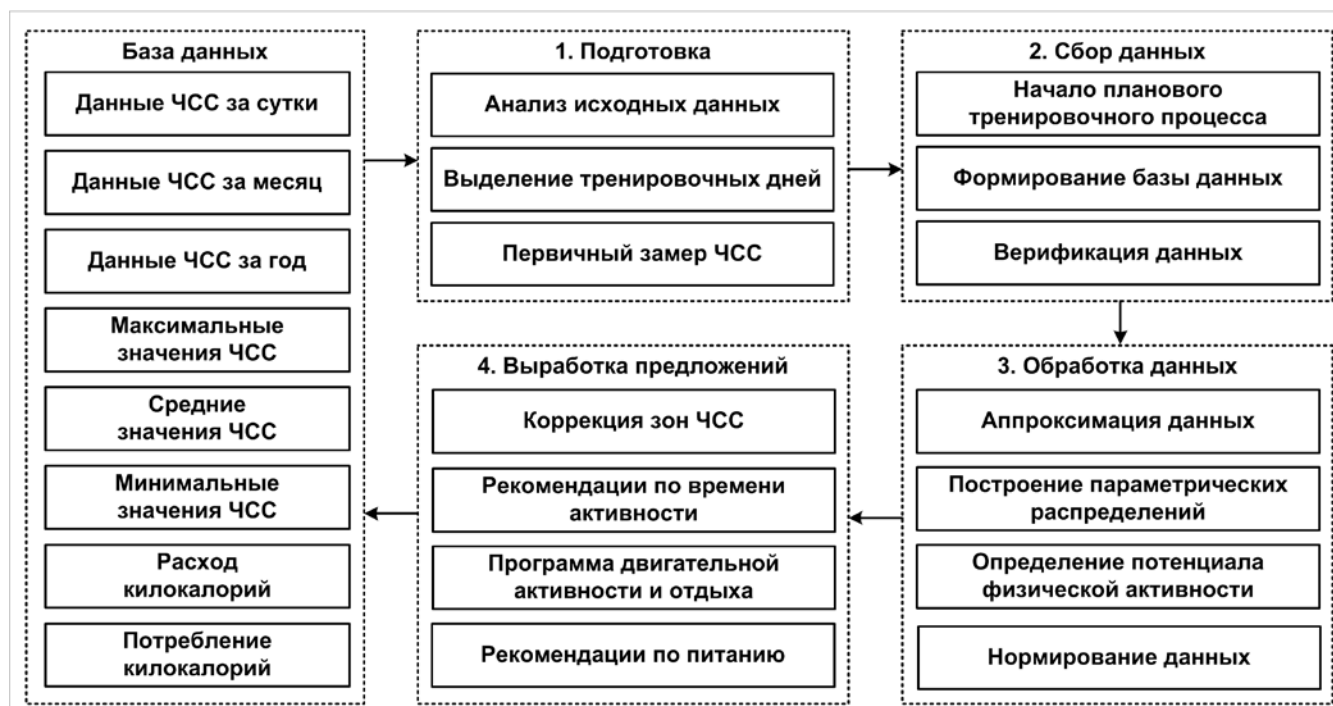 База данных
Данные ЧСС за сутки
Данные ЧСС за месяц
Данные ЧСС за год
Максимальные
значения ЧСС
Средние
значения ЧСС
Минимальные
значения ЧСС
Расход
килокалорий
Потребление
килокалорий
1. Подготовка
Анализ исходных данных
Выделение тренировочных дней
Первичный замер ЧСС
2. Сбор данных
Начало планового
тренировочного процесса
Формирование базы данных
Верификация данных
3. Обработка данных
Аппроксимация данных
Построение параметрических
распределений
Определение потенциала
физической активности
Нормирование данных
4. Выработка предложений
Коррекция зон ЧСС
Рекомендации по времени
активности
Программа двигательной
активности и отдыха
Рекомендации по питанию